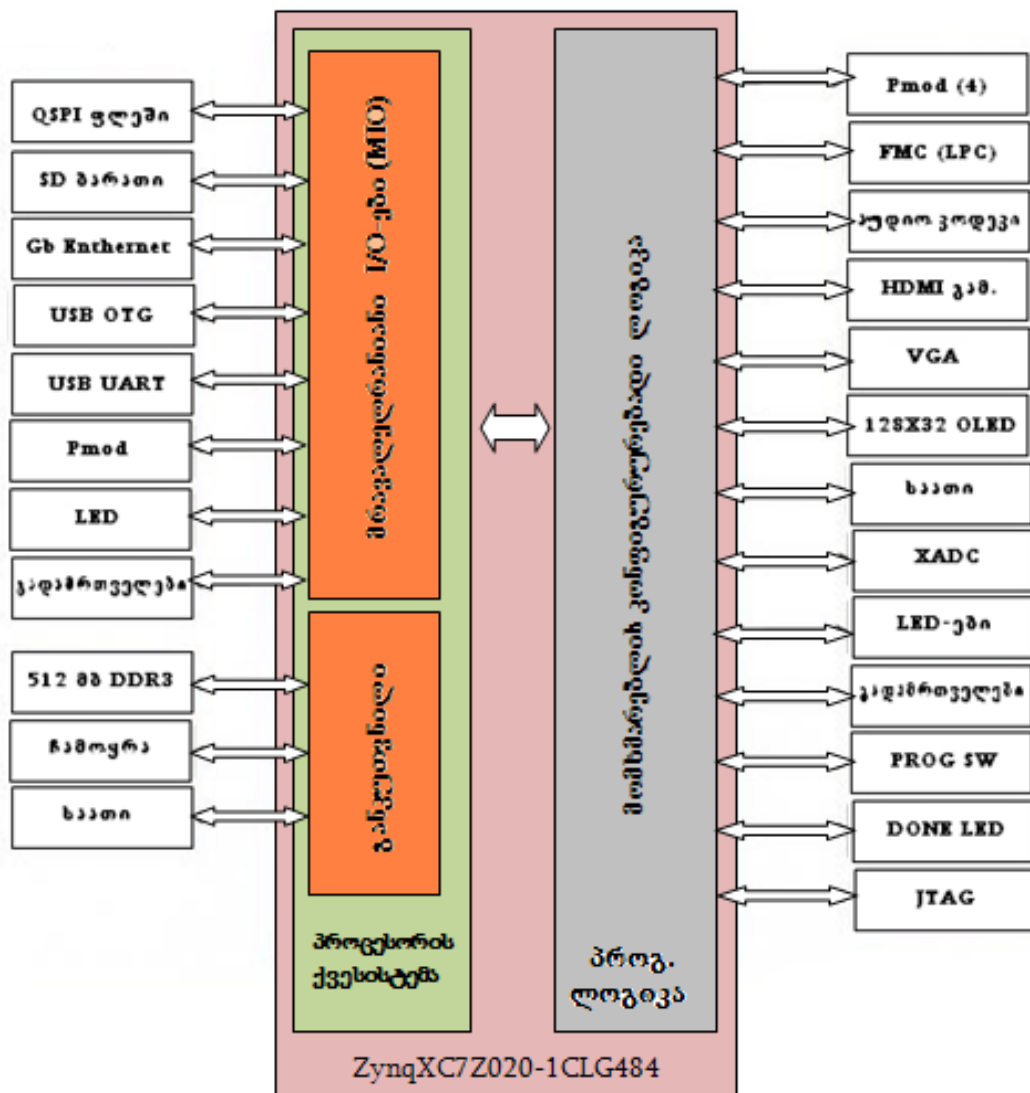 QSPI ფლეში
SD ბარათი
Gb Enthernet
USB OTG
USB UART
Pmod
LED
გადამრთველები
512 მბ DDR3
ჩამოყრა
საათი
მრავალფუნქციური I/O-ები (MIO)
პროცესორის
ქვესისტემა
მომხმარებლის კონფიგურირებადი ლოგიკა
პროგ.
ლოგიკა
Pmod (4)
FMC (LPC)
აუდიო კოდეკი
HDMI გამ.
VGA
128X32 OLED
საათი
XADC
LED-ები
გადამრთველები
PROG SW
DONE LED
JTAG
ZynqXC7Z020-1CLG484